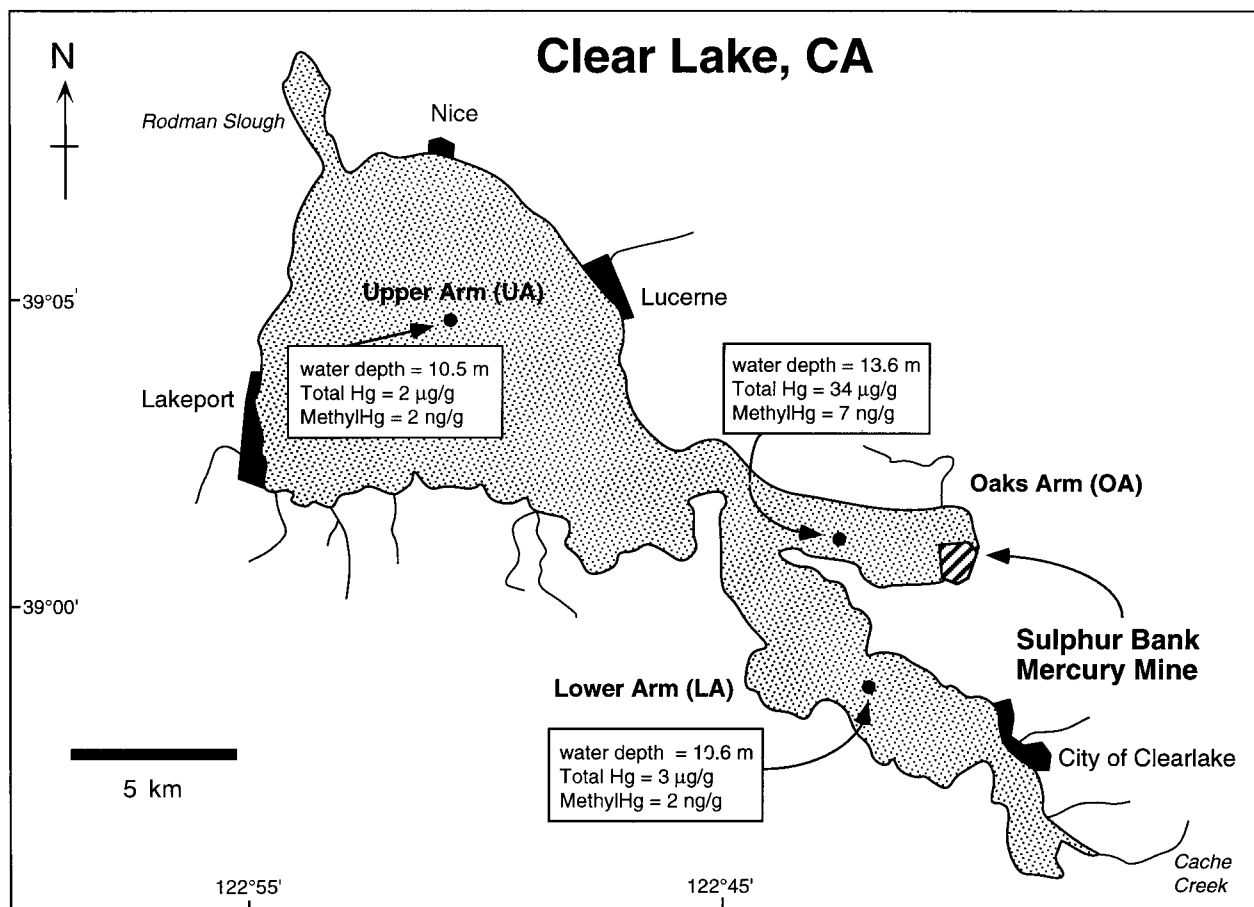 Clear Lake, CA
N
Rodman Slough
Nice
39°05'
Upper Arm (UA)
Lucerne
water depth = 10.5 m
Total Hg = 2 µg/g
MethylHg = 2 ng/g
water depth = 13.6 m
Total Hg = 34 µg/g
MethylHg = 7 ng/g
Lakeport
Oaks Arm (OA)
39°00'
Sulphur Bank
Mercury Mine
Lower Arm (LA)
water depth = 10.6 m
Total Hg = 3 µg/g
MethylHg = 2 ng/g
City of Clearlake
5 km
Cache
Creek
122°55'
122°45'